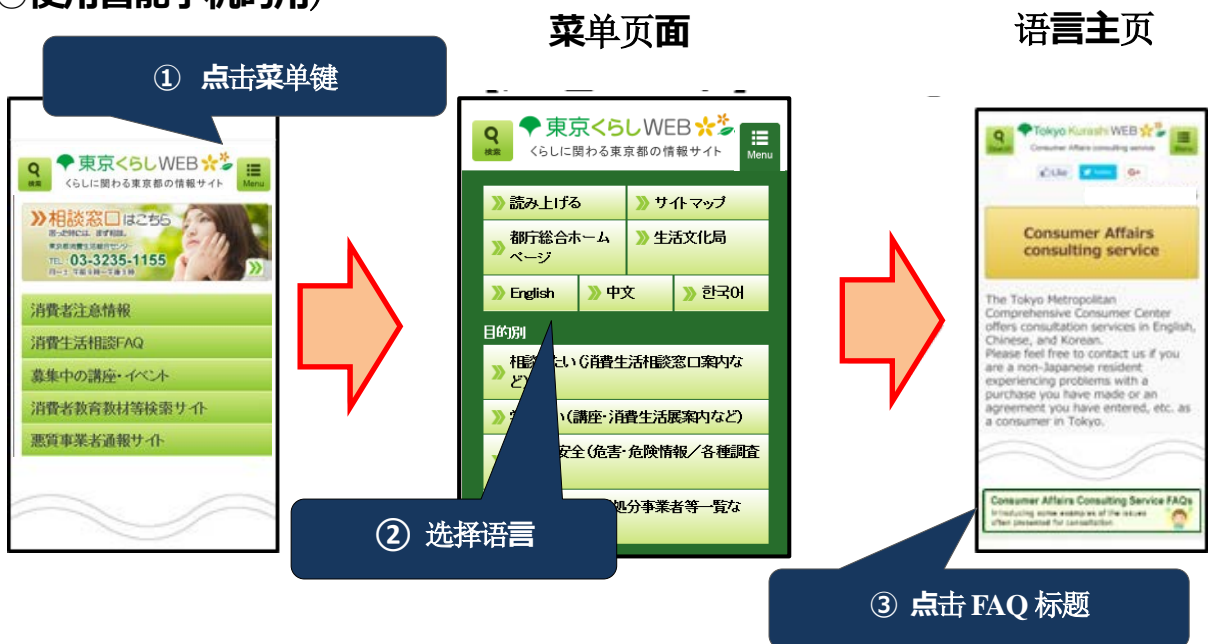 使用智能手机时用)
菜单页面
语言主页
① 点击菜单键
検索
東京くらしWEB
くらしに関わる東京都の情報サイト
Menu
相談窓口はこちら
03-3235-1155
消費者注意情報
消費生活相談FAQ
募集中の講座・イベント
消費者教育教材等検索サイト
悪質事業者通報サイト
検索
東京くらしWEB
くらしに関わる東京都の情報サイト
Menu
読み上げる
サイトマップ
都庁総合ホームページ
生活文化局
English
中文
한국어
目的別
相談 たい(消費生活相談窓口案内など)
い(講座・消費生活展案内など)
安全(危害・危険情報/各種調査
処分事業者等一覧な
② 选择语言
Search
Tokyo Kurashi WEB
Consumer Affairs consulting service
Menu
Like
G+
Consumer Affairs
consulting service
The Tokyo Metropolitan
Comprehensive Consumer Center
offers consultation services in English,
Chinese, and Korean.
Please feel free to contact us if you
are a non-Japanese resident
experiencing problems with a
purchase you have made or an
agreement you have entered, etc. as
a consumer in Tokyo.
Consumer Affairs Consulting Service FAQs
Introducing some examples of the issues
often presented for consultation
③ 点击 FAQ 标题